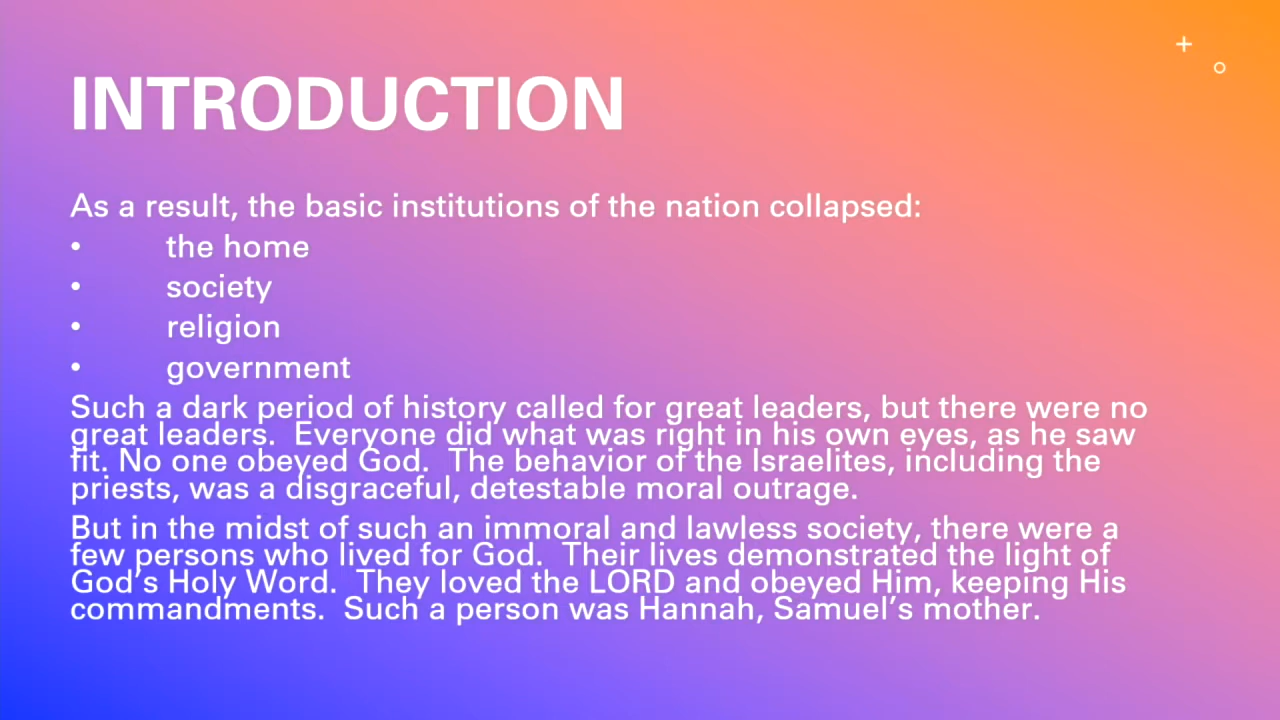 INTRODUCTION
As a result, the basic institutions of the nation collapsed:
• the home
• society
• religion
• government
Such a dark period of history called for great leaders, but there were no
great leaders.  Everyone did what was right in his own eyes, as he saw
fit. No one obeyed God.  The behavior of the Israelites, including the
priests, was a disgraceful, detestable moral outrage.
But in the midst of such an immoral and lawless society, there were a
few persons who lived for God.  Their lives demonstrated the light of
God’s Holy Word.  They loved the LORD and obeyed Him, keeping His
commandments.  Such a person was Hannah, Samuel’s mother.